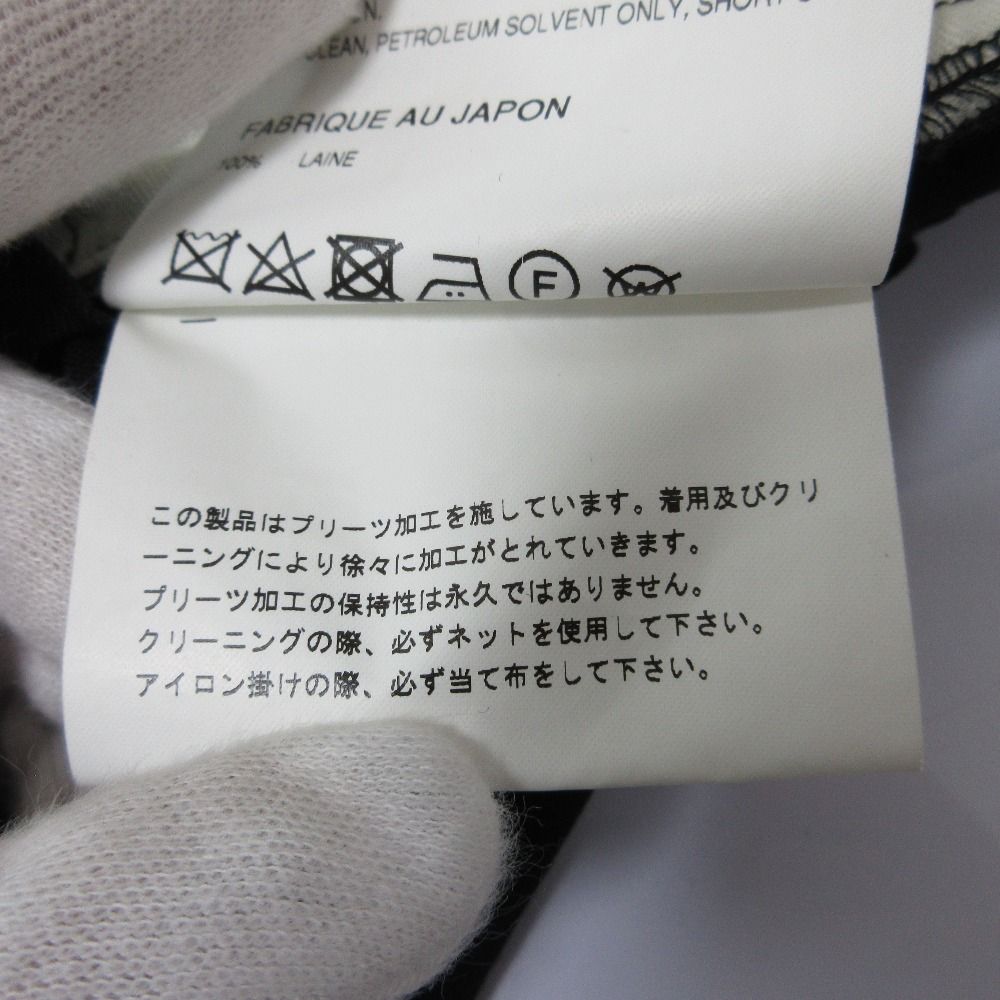 CLEAN, PETROLEUM SOLVENT ONLY, SHORT
FABRIQUE AU JAPON
100% LAINE
F
W
この製品はプリーツ加工を施しています。着用及びクリ
ーニングにより徐々に加工がとれていきます。
プリーツ加工の保持性は永久ではありません。
クリーニングの際、必ずネットを使用して下さい。
アイロン掛けの際、必ず当て布をして下さい。